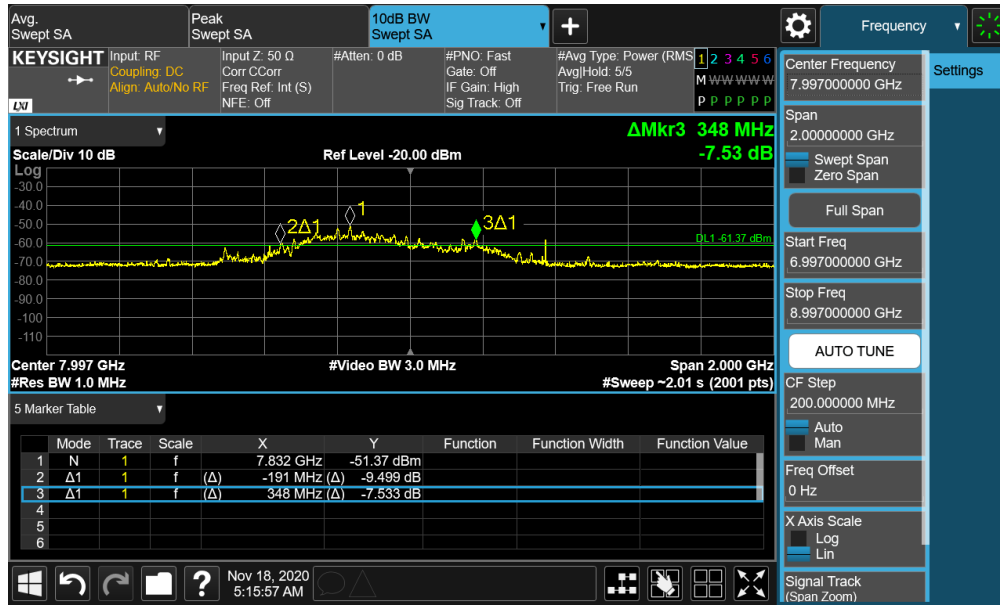 Avg.
Swept SA
Peak
Swept SA
10dB BW
Swept SA
Frequency
KEYSIGHT
LXI
Input: RF
Coupling: DC
Align: Auto/No RF
Input Z: 50 Ω
Corr CCorr
Freq Ref: Int (S)
NFE: Off
#Atten: 0 dB
#PNO: Fast
Gate: Off
IF Gain: High
Sig Track: Off
#Avg Type: Power (RMS
Avg|Hold: 5/5
Trig: Free Run
1 2 3 4 5 6
M W W W W W
P P P P P P
1 Spectrum
ΔMkr3 348 MHz
-7.53 dB
Scale/Div 10 dB
Ref Level -20.00 dBm
Log
-30.0
-40.0
-50.0
-60.0
-70.0
-80.0
-90.0
-100
-110
2Δ1
1
3Δ1
DL1 -61.37 dBm
Center 7.997 GHz
#Video BW 3.0 MHz
Span 2.000 GHz
#Res BW 1.0 MHz
#Sweep ~2.01 s (2001 pts)
5 Marker Table
Mode Trace Scale X Y Function Function Width Function Value
1 N 1 f 7.832 GHz -51.37 dBm
2 Δ1 1 f (Δ) -191 MHz (Δ) -9.499 dB
3 Δ1 1 f (Δ) 348 MHz (Δ) -7.533 dB
4
5
6
Nov 18, 2020
5:15:57 AM
Center Frequency
7.997000000 GHz
Span
2.00000000 GHz
Swept Span
Zero Span
Full Span
Start Freq
6.997000000 GHz
Stop Freq
8.997000000 GHz
AUTO TUNE
CF Step
200.000000 MHz
Auto
Man
Freq Offset
0 Hz
X Axis Scale
Log
Lin
Signal Track
(Span Zoom)
Settings